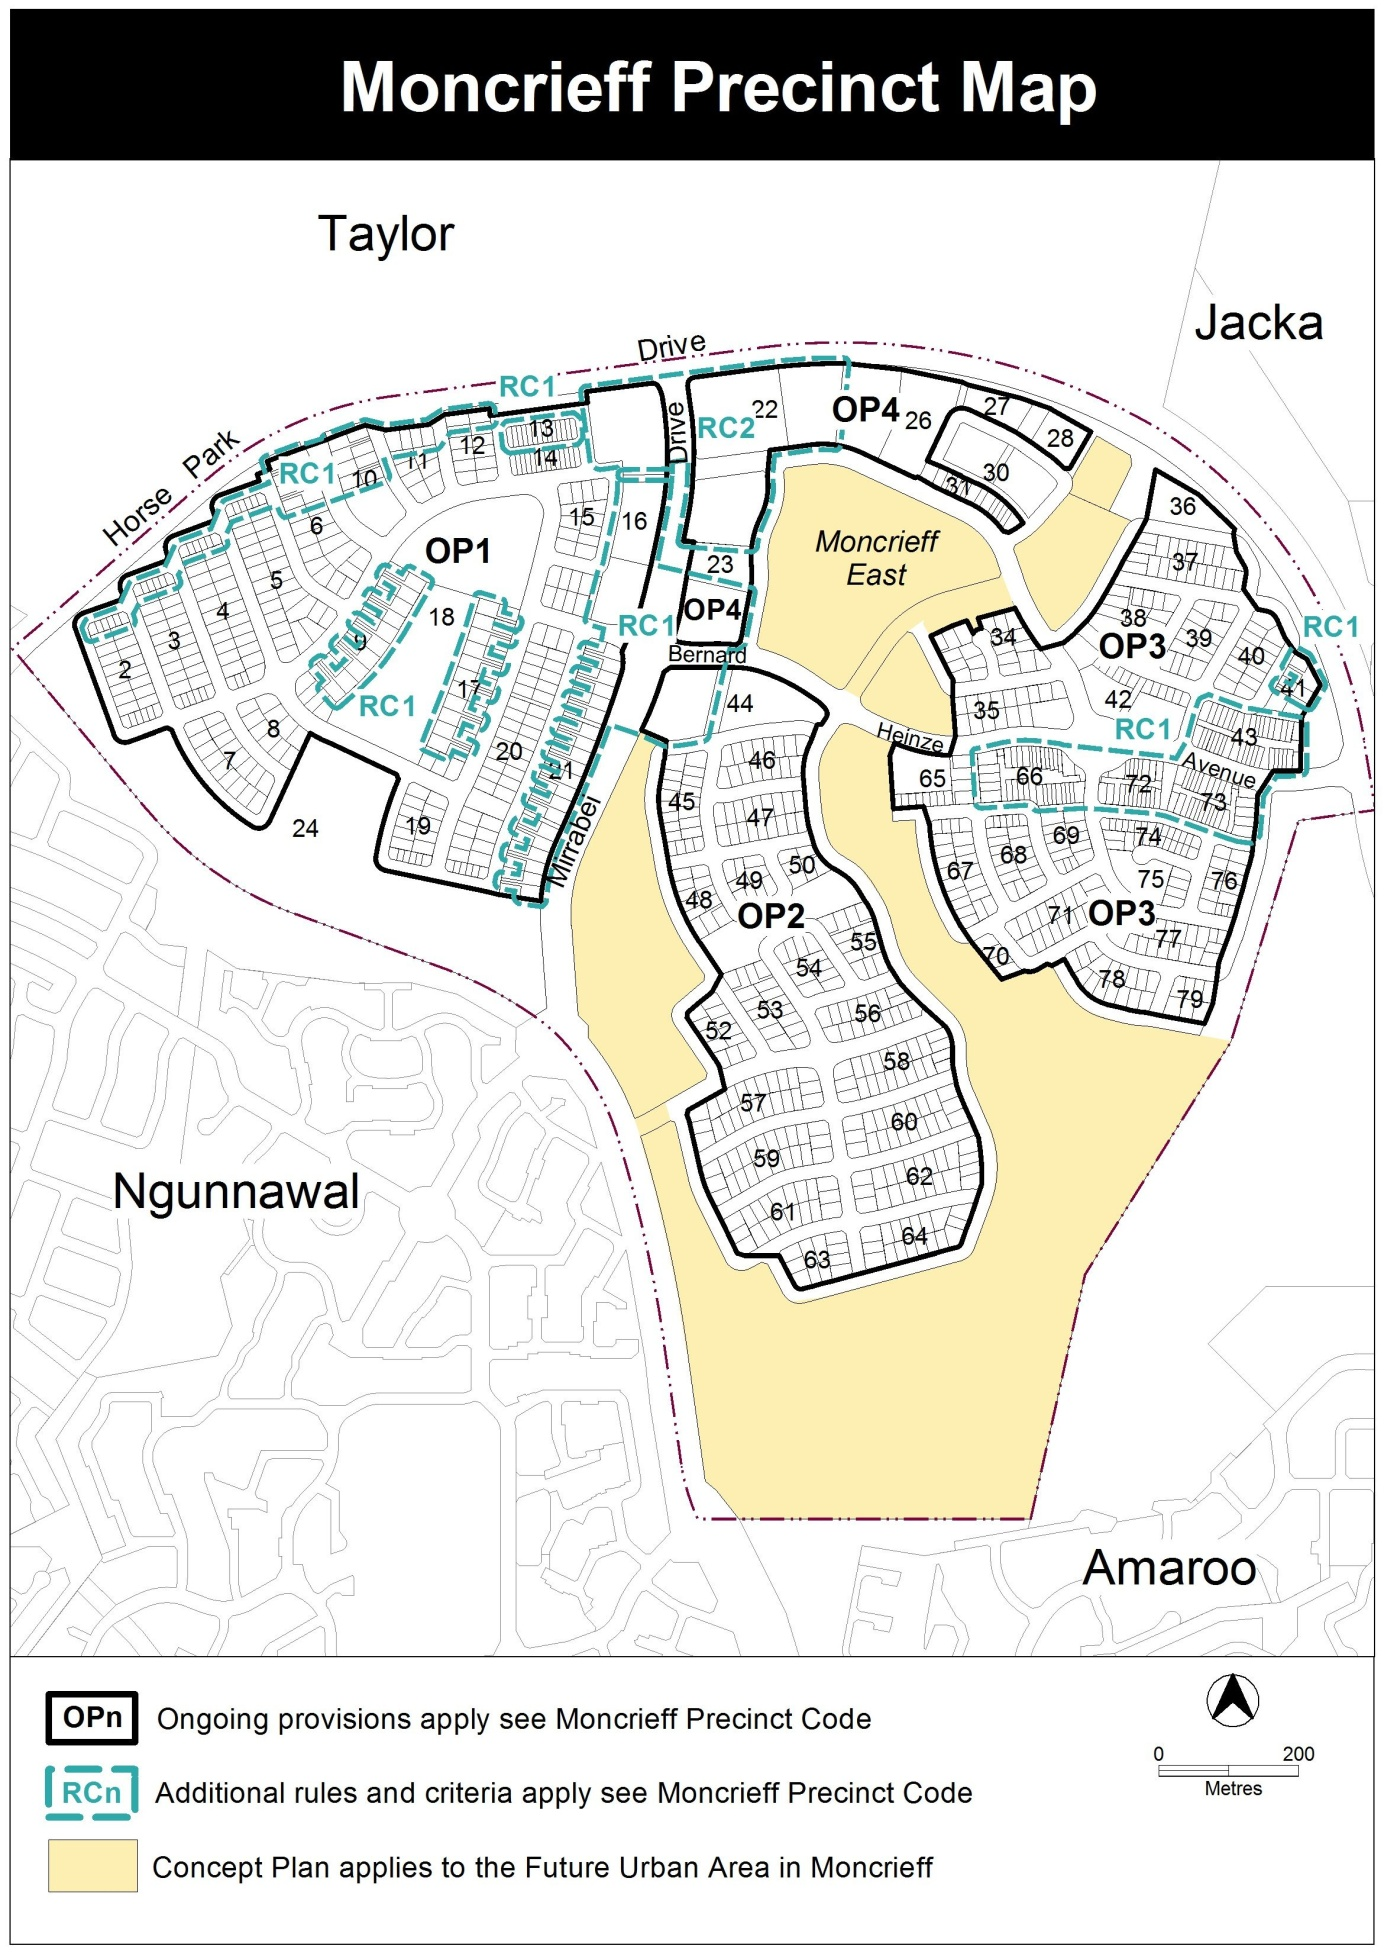 Moncrieff Precinct Map
Taylor
Jacka
Drive
Horse Park
RC1
RC1
Drive
RC2
22
OP4
26
27
28
13
12
11
14
10
30
31
36
15
16
6
OP1
Moncrieff
East
37
23
5
18
4
OP4
38
39
3
9
RC1
34
OP3
40
RC1
2
Bernard
41
17
RC1
44
35
42
RC1
8
7
20
21
46
Heinze
43
65
66
72
Avenue
73
45
47
24
19
Mirrabei
69
74
68
67
50
49
48
OP2
75
76
71
OP3
77
55
54
70
78
79
53
56
52
58
57
60
59
62
61
64
63
Ngunnawal
Amaroo
OPn Ongoing provisions apply see Moncrieff Precinct Code
RCn Additional rules and criteria apply see Moncrieff Precinct Code
Concept Plan applies to the Future Urban Area in Moncrieff
0 200
Metres